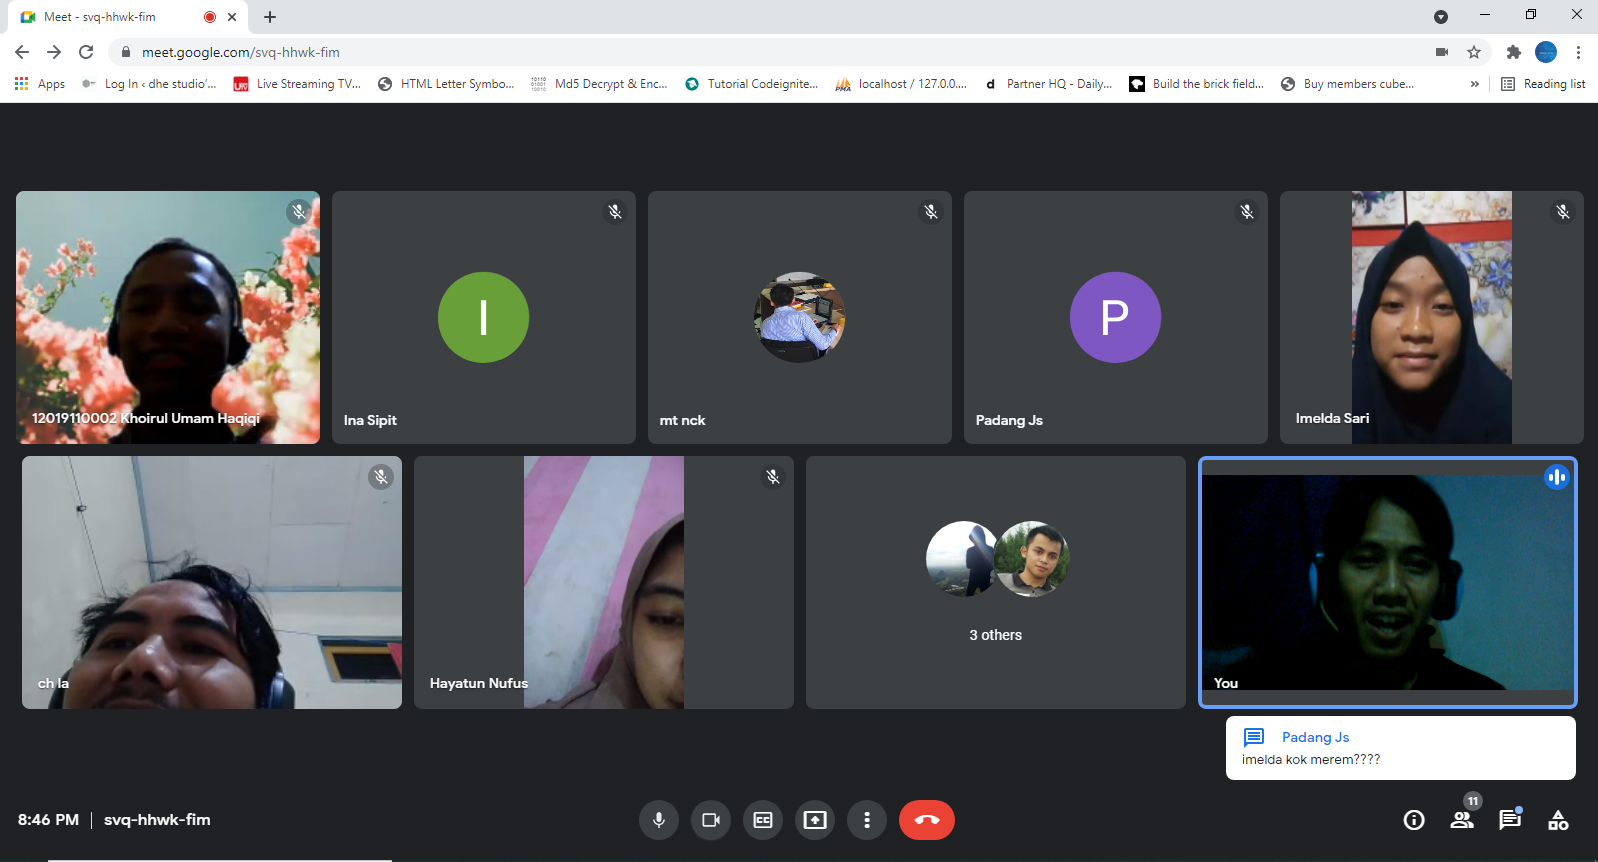 Meet - svq-hhwk-fim
meet.google.com/svq-hhwk-fim
Apps
Log In ‹ dhe studio'...
Live Streaming TV...
HTML Letter Symbo...
Md5 Decrypt & Enc...
Tutorial Codeignite...
localhost / 127.0.0....
Partner HQ - Daily...
Build the brick field...
Buy members cube...
»
Reading list
12019110002 Khoirul Umam Haqiqi
I
Ina Sipit
mt nck
P
Padang Js
Imelda Sari
ch la
Hayatun Nufus
3 others
You
Padang Js
imelda kok merem????
8:46 PM | svq-hhwk-fim
11